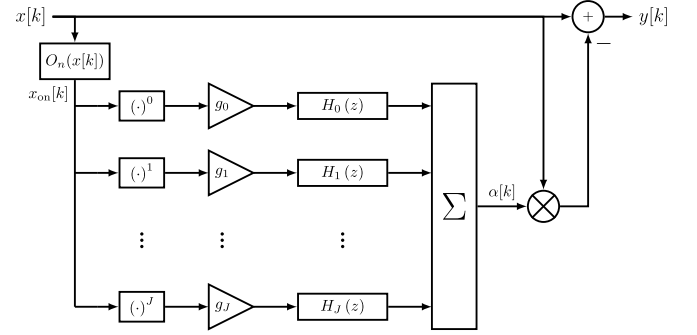 x[k] + y[k]
−
O_n(x[k])
x_on[k]
(·)^0 g_0 H_0(z)
(·)^1 g_1 H_1(z)
∑ α[k] ×
⋮ ⋮ ⋮
(·)^J g_J H_J(z)